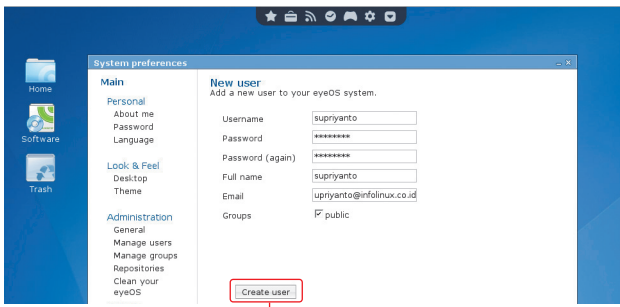 System preferences
Home
Software
Trash
Main
Personal
About me
Password
Language
Look & Feel
Desktop
Theme
Administration
General
Manage users
Manage groups
Repositories
Clean your
eyeOS
New user
Add a new user to your eyeOS system.
Username supriyanto
Password ********
Password (again) ********
Full name supriyanto
Email upriyanto@infolinux.co.id
Groups public
Create user